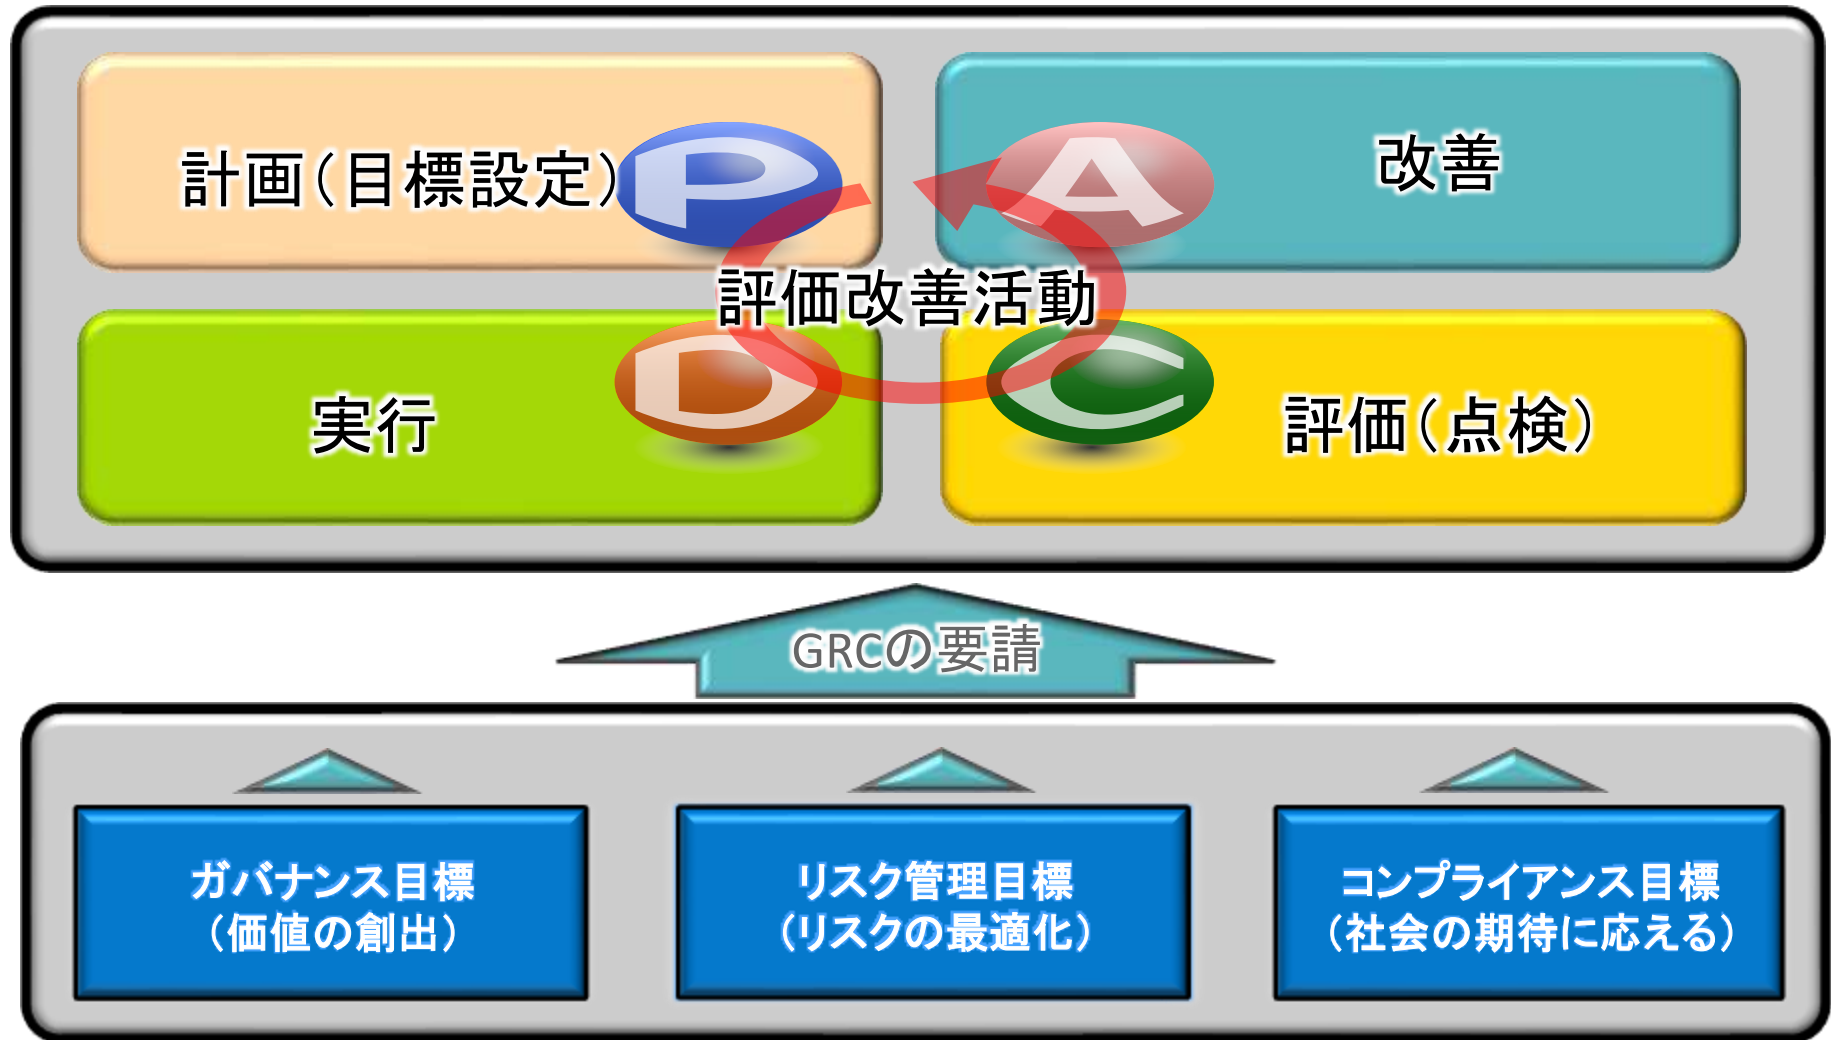 計画（目標設定）
P
A
改善
評価改善活動
実行
D
C
評価（点検）
GRCの要請
ガバナンス目標
（価値の創出）
リスク管理目標
（リスクの最適化）
コンプライアンス目標
（社会の期待に応える）